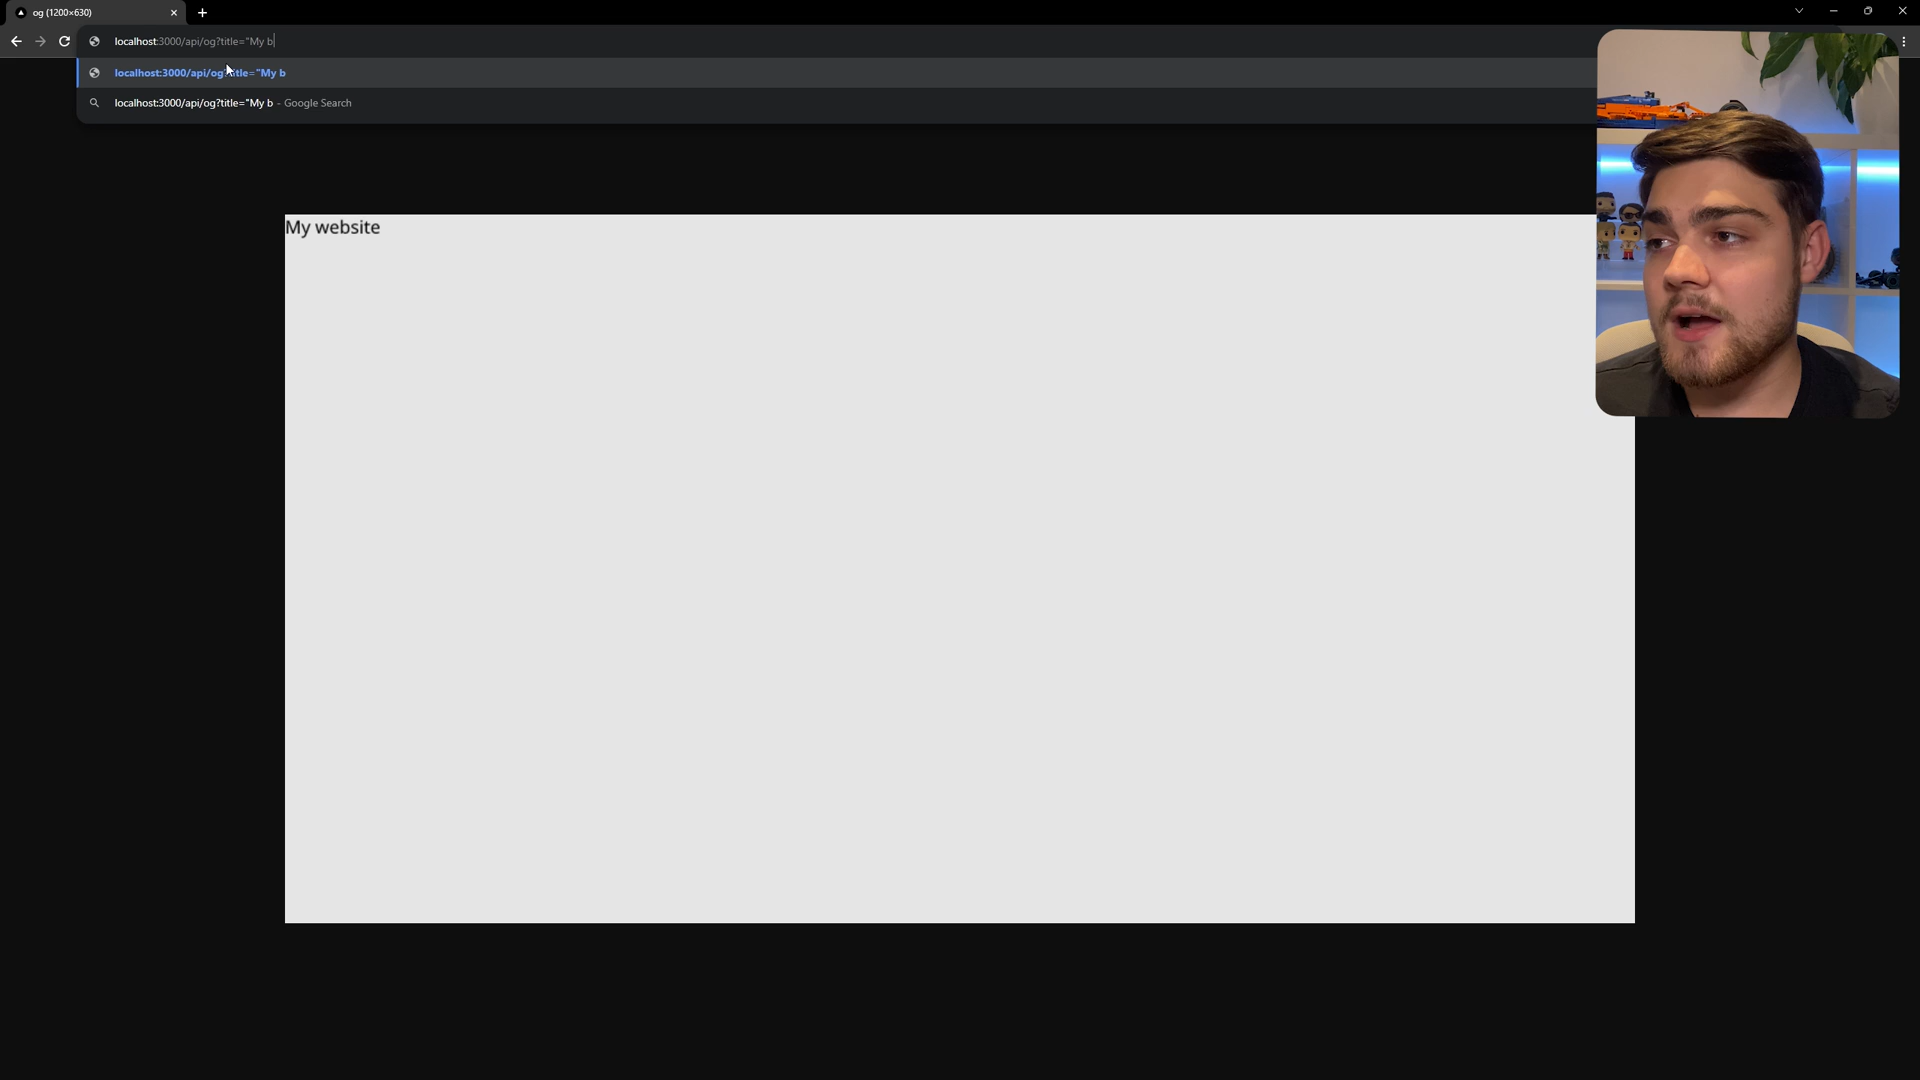 og (1200×630)
localhost:3000/api/og?title="My b
localhost:3000/api/og?title="My b
localhost:3000/api/og?title="My b - Google Search
My website